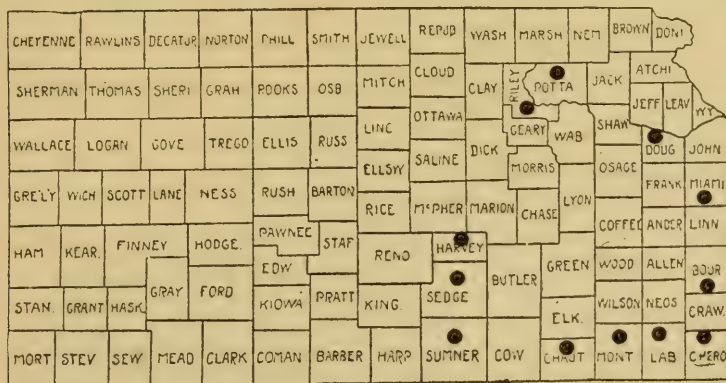 CHEYENNE RAWLINS DECATUR NORTON PHILL SMITH JEWELL REPUB WASH MARSH NEM BROWN DONI
SHERMAN THOMAS SHERI GRAH ROOKS OSB MITCH CLOUD CLAY RILEY POTTA JACK ATCHI
JEFF LEAV WY
WALLACE LOGAN GOVE TREGO ELLIS RUSS LINC OTTAWA GEARY WAB SHAW DOUG JOHN
ELLSW SALINE DICK MORRIS OSAGE
GREL'Y WICH SCOTT LANE NESS RUSH BARTON RICE McPHER MARION CHASE LYON FRANK MIAMI
COFFEE ANDER LINN
HAM KEAR. FINNEY HODGE. PAWNEE STAF RENO HARVEY
EDW BUTLER GREEN WOOD ALLEN BOUR
STAN. GRANT HASK. GRAY FORD KIOWA PRATT KING. SEDGE ELK. WILSON NEOS CRAW.
MORT STEV SEW MEAD CLARK COMAN BARBER HARP SUMNER COW CHAUT MONT LAB CHERO